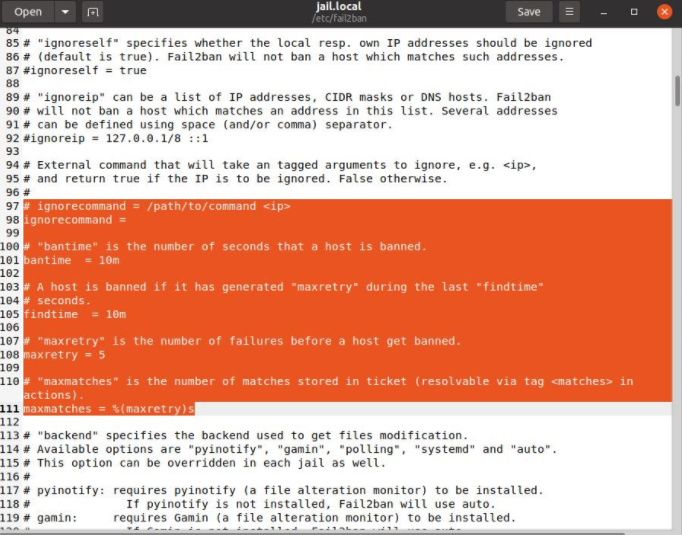 Open
jail.local
/etc/fail2ban
Save
84
85 # "ignoreself" specifies whether the local resp. own IP addresses should be ignored
86 # (default is true). Fail2ban will not ban a host which matches such addresses.
87 #ignoreself = true
88
89 # "ignoreip" can be a list of IP addresses, CIDR masks or DNS hosts. Fail2ban
90 # will not ban a host which matches an address in this list. Several addresses
91 # can be defined using space (and/or comma) separator.
92 #ignoreip = 127.0.0.1/8 ::1
93
94 # External command that will take an tagged arguments to ignore, e.g. <ip>,
95 # and return true if the IP is to be ignored. False otherwise.
96 #
97 # ignorecommand = /path/to/command <ip>
98 ignorecommand =
99
100 # "bantime" is the number of seconds that a host is banned.
101 bantime  = 10m
102
103 # A host is banned if it has generated "maxretry" during the last "findtime"
104 # seconds.
105 findtime  = 10m
106
107 # "maxretry" is the number of failures before a host get banned.
108 maxretry = 5
109
110 # "maxmatches" is the number of matches stored in ticket (resolvable via tag <matches> in
actions).
111 maxmatches = %(maxretry)s
112
113 # "backend" specifies the backend used to get files modification.
114 # Available options are "pyinotify", "gamin", "polling", "systemd" and "auto".
115 # This option can be overridden in each jail as well.
116 #
117 # pyinotify: requires pyinotify (a file alteration monitor) to be installed.
118 #              If pyinotify is not installed, Fail2ban will use auto.
119 # gamin:     requires Gamin (a file alteration monitor) to be installed.
120 #              If Gamin is not installed, Fail2ban will use auto.